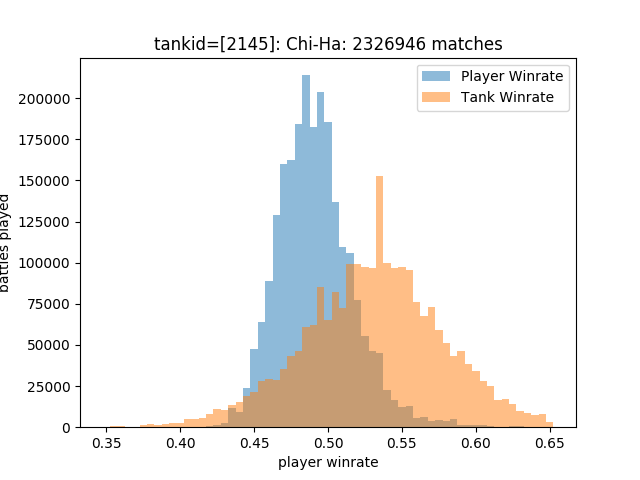 tankid=[2145]: Chi-Ha: 2326946 matches
Player Winrate
Tank Winrate
200000
175000
150000
125000
100000
75000
50000
25000
0
battles played
0.35 0.40 0.45 0.50 0.55 0.60 0.65
player winrate